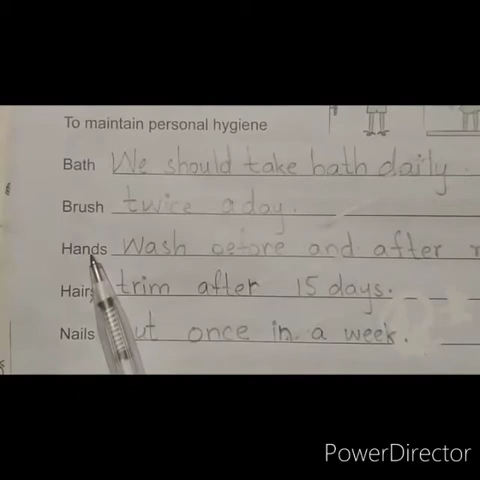 To maintain personal hygiene
Bath We should take bath daily.
Brush twice a day.
Hands wash before and after
Hair trim after 15 days.
Nails cut once in a week.
PowerDirector